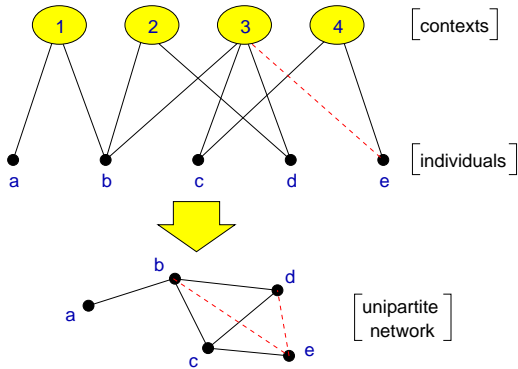 1 2 3 4
contexts
a b c d e
individuals
b
d
a
c
e
unipartite
network